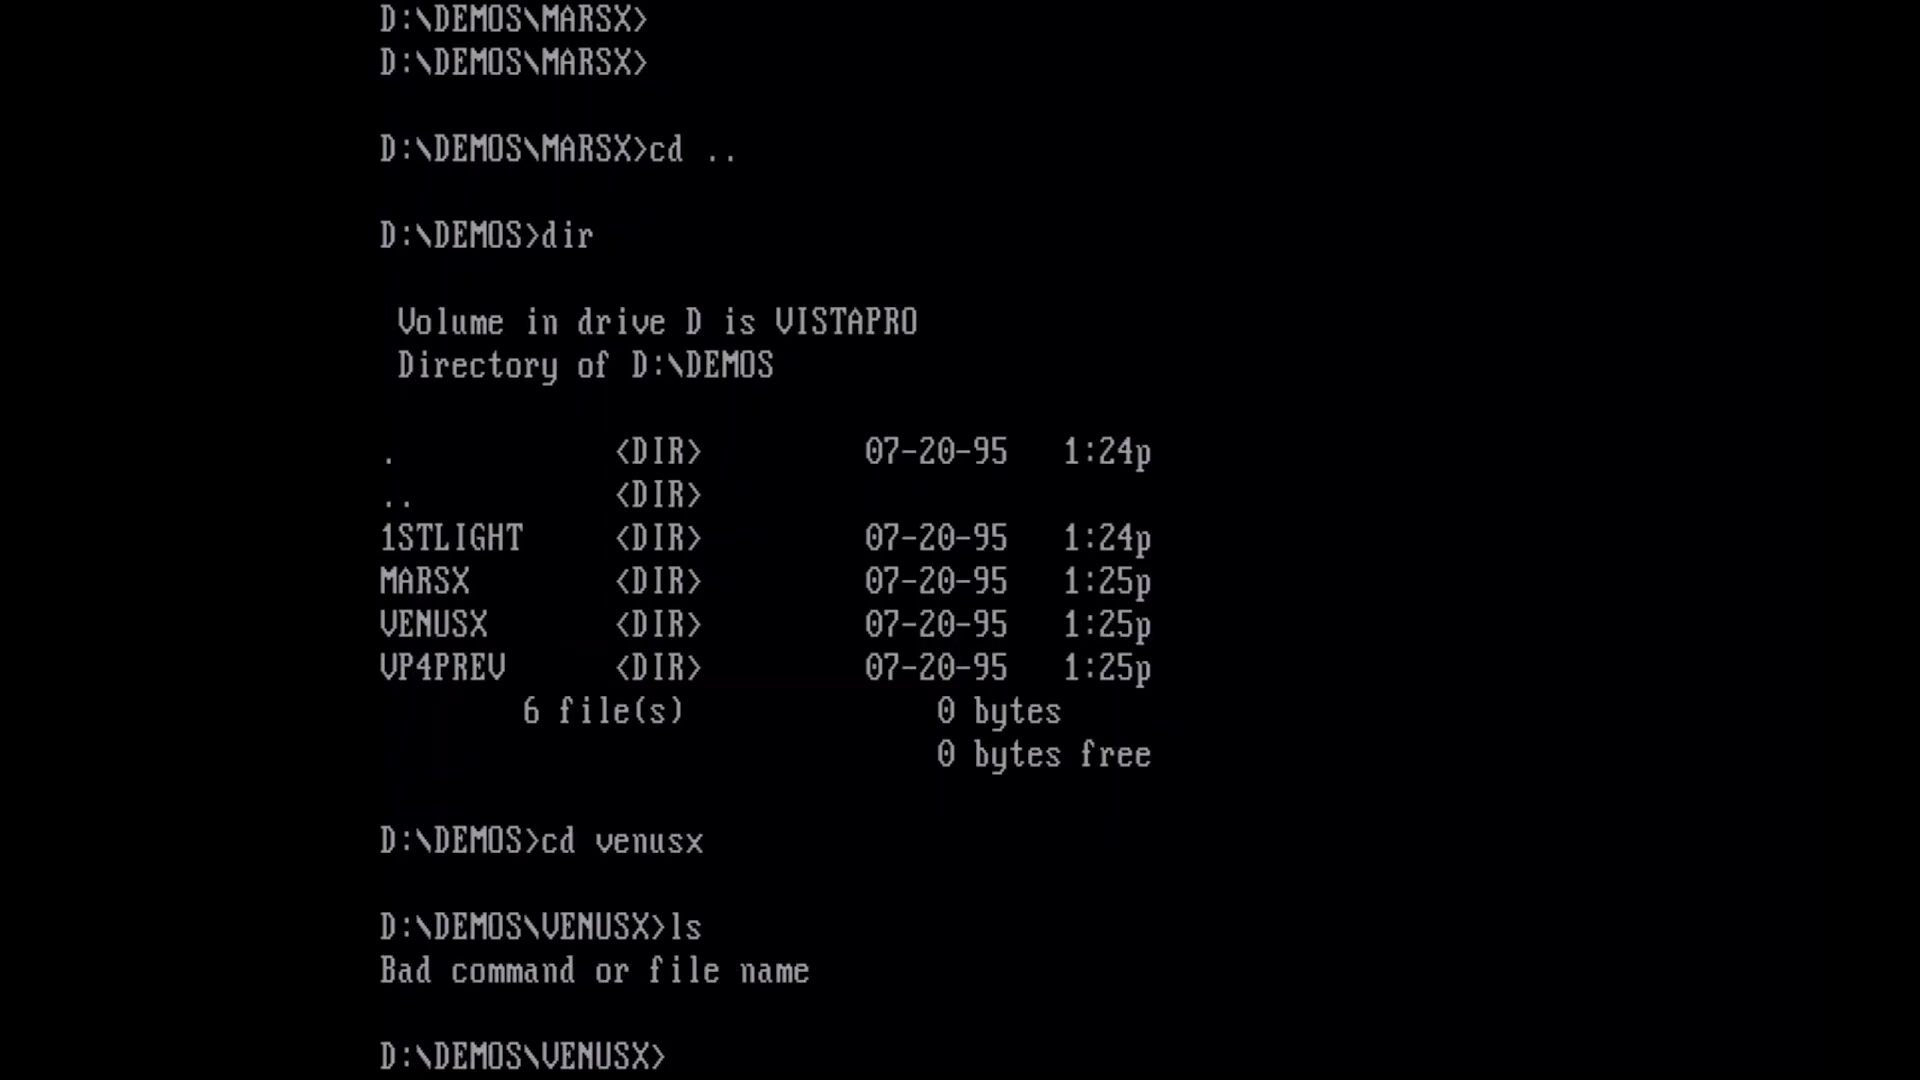 D:\DEMOS\MARSX>
D:\DEMOS\MARSX>
D:\DEMOS\MARSX>cd ..
D:\DEMOS>dir
Volume in drive D is VISTAPRO
Directory of D:\DEMOS
. <DIR> 07-20-95 1:24p
.. <DIR>
1STLIGHT <DIR> 07-20-95 1:24p
MARSX <DIR> 07-20-95 1:25p
VENUSX <DIR> 07-20-95 1:25p
VP4PREV <DIR> 07-20-95 1:25p
6 file(s) 0 bytes
0 bytes free
D:\DEMOS>cd venusx
D:\DEMOS\VENUSX>ls
Bad command or file name
D:\DEMOS\VENUSX>